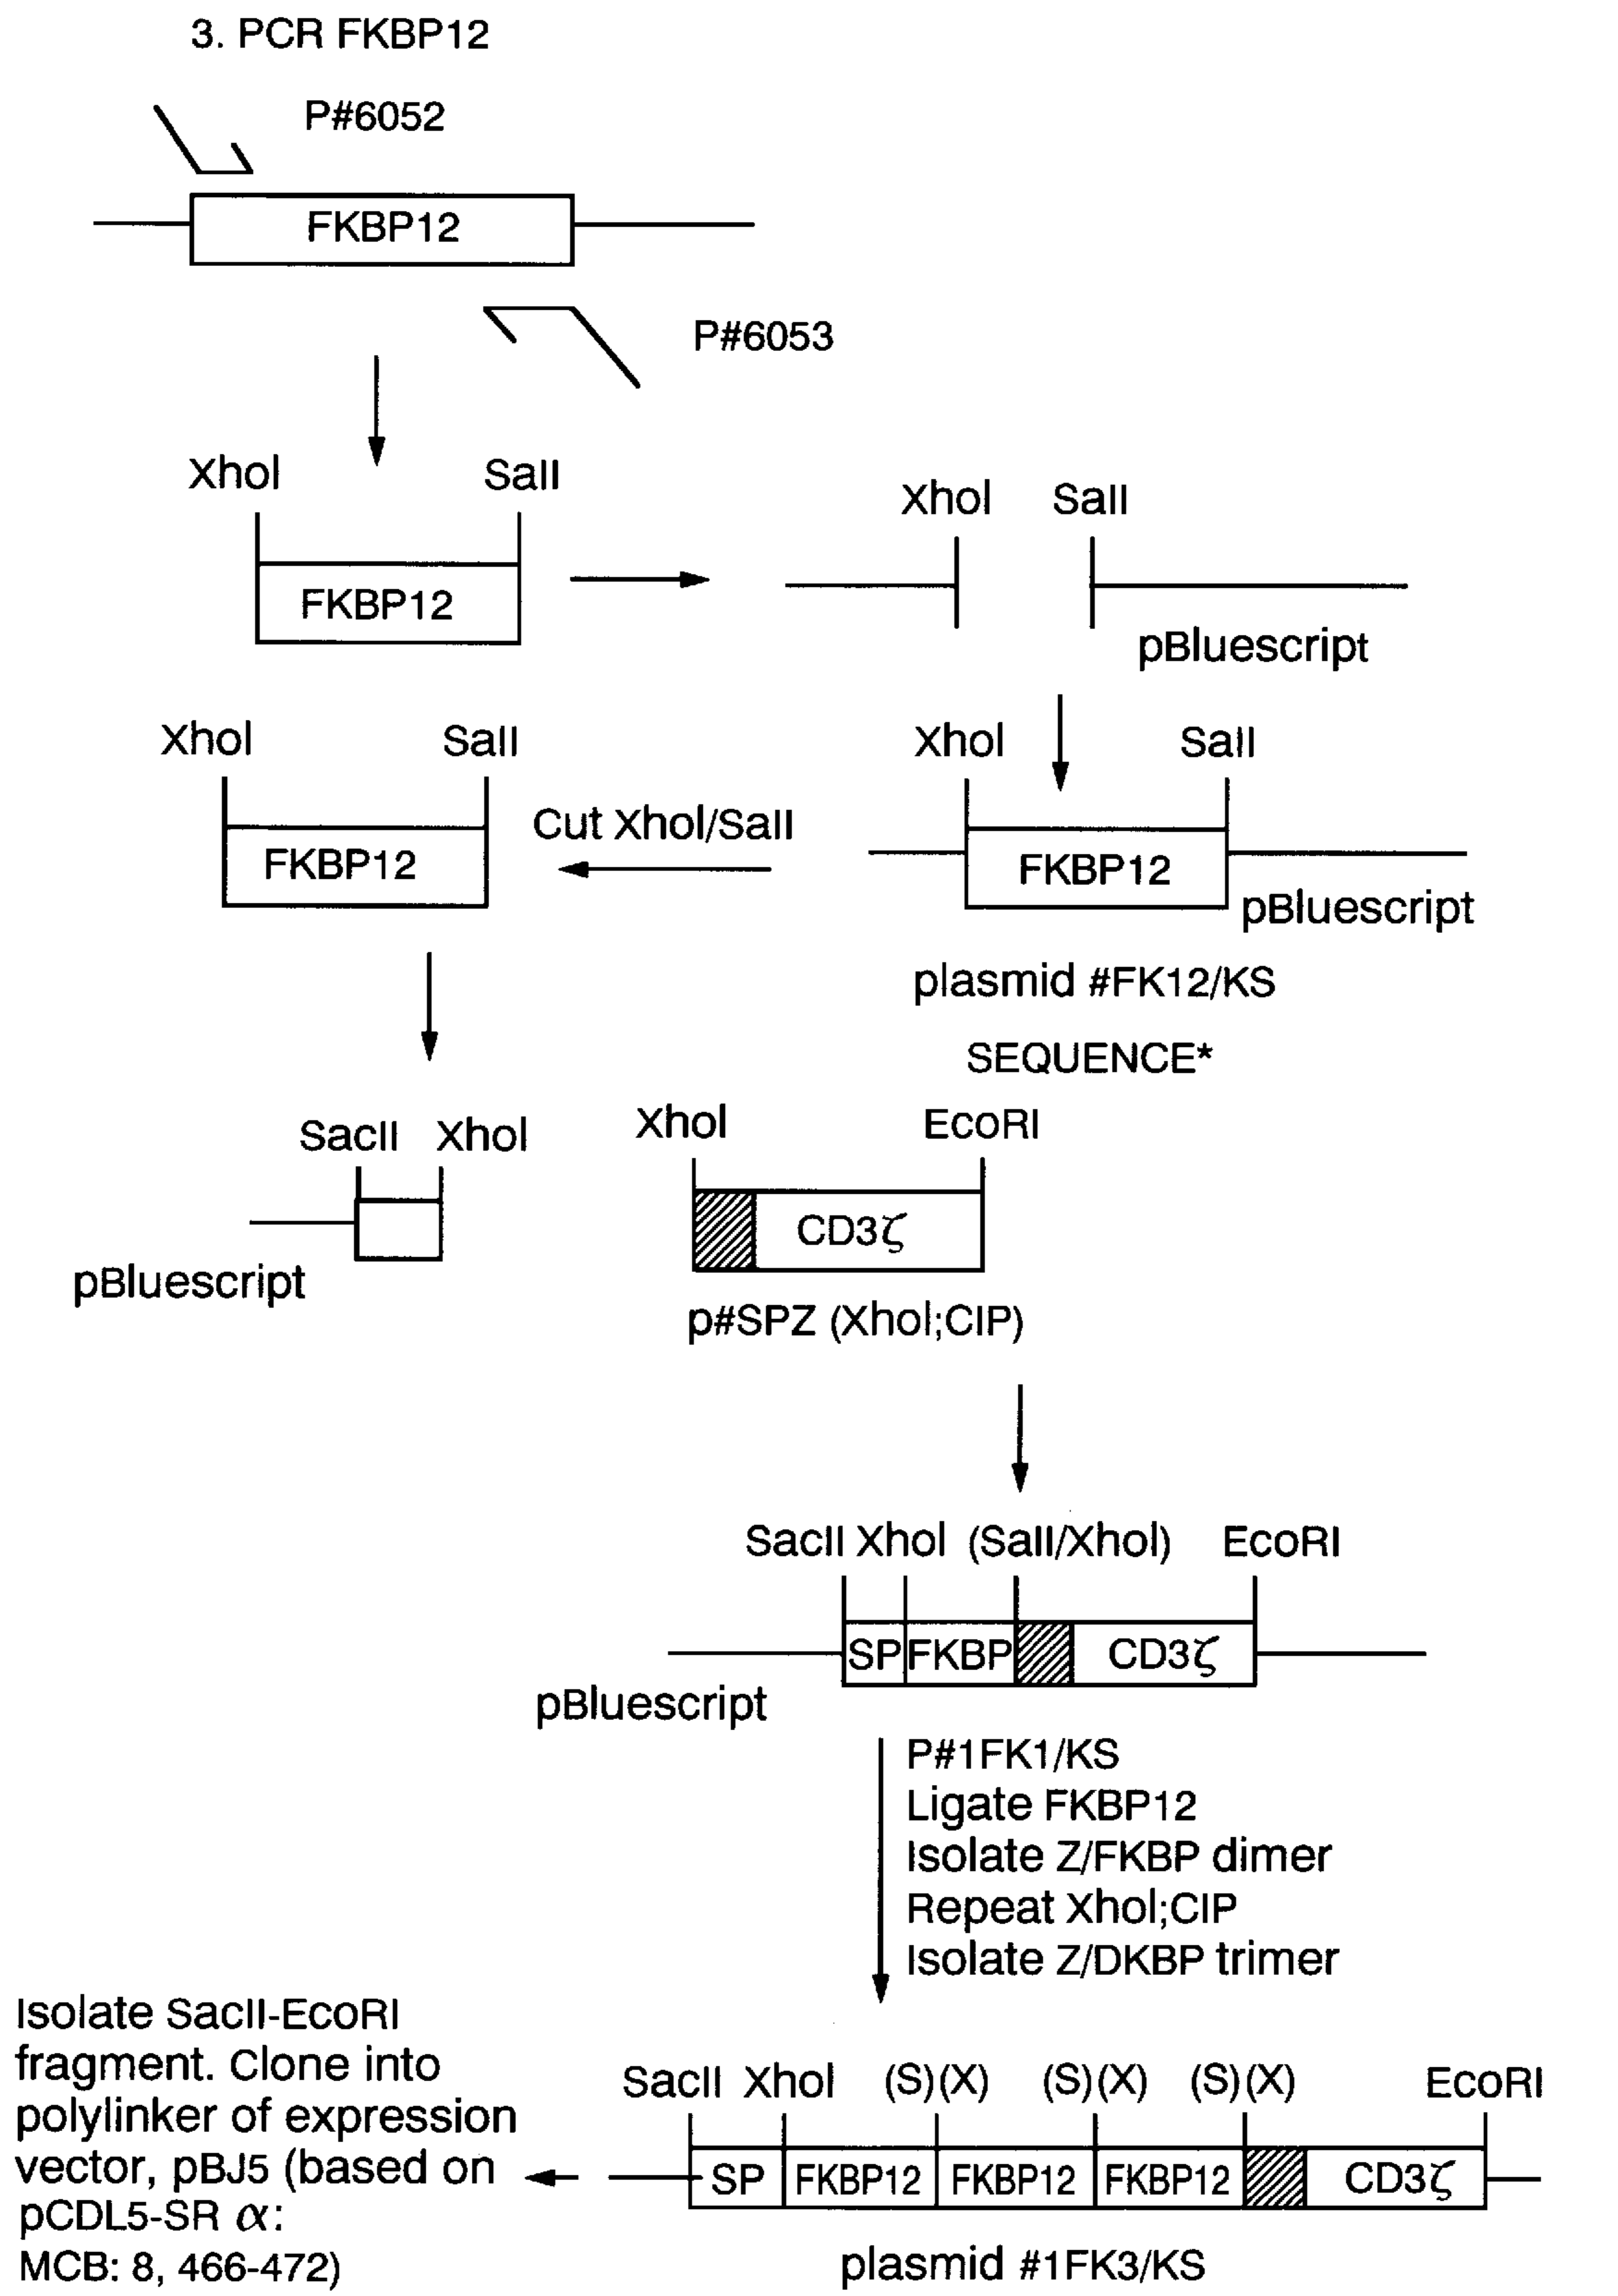 3. PCR FKBP12
P#6052
FKBP12
P#6053
XhoI SalI
FKBP12
XhoI SalI
pBluescript
XhoI SalI
FKBP12
Cut XhoI/SalI
XhoI SalI
FKBP12
pBluescript
plasmid #FK12/KS
SEQUENCE*
SacII XhoI
pBluescript
XhoI EcoRI
CD3ζ
p#SPZ (XhoI;CIP)
SacII XhoI (SalI/XhoI) EcoRI
SP FKBP CD3ζ
pBluescript
P#1FK1/KS
Ligate FKBP12
Isolate Z/FKBP dimer
Repeat XhoI;CIP
Isolate Z/DKBP trimer
Isolate SacII-EcoRI
fragment. Clone into
polylinker of expression
vector, pBJ5 (based on
pCDL5-SR α:
MCB: 8, 466-472)
SacII XhoI (S)(X) (S)(X) (S)(X) EcoRI
SP FKBP12 FKBP12 FKBP12 CD3ζ
plasmid #1FK3/KS